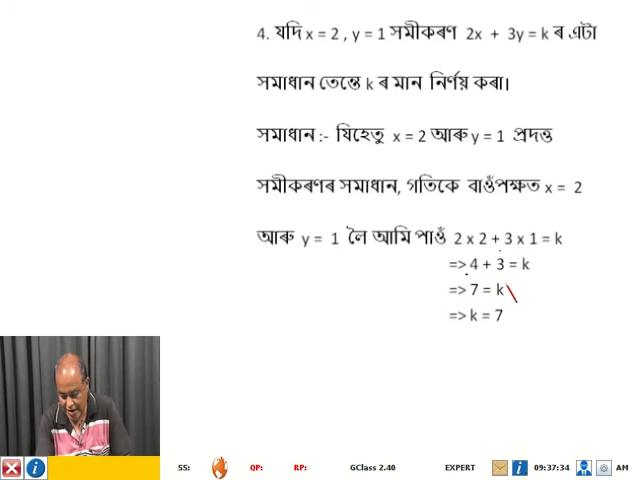 4. যদি x = 2 , y = 1 সমীকৰণ 2x + 3y = k ৰ এটা
সমাধান তেন্তে k ৰ মান নিৰ্ণয় কৰা।
সমাধান :- যিহেতু x = 2 আৰু y = 1 প্ৰদত্ত
সমীকৰণৰ সমাধান, গতিকে বাওঁপক্ষত x = 2
আৰু y = 1 লৈ আমি পাওঁ 2 x 2 + 3 x 1 = k
=> 4 + 3 = k
=> 7 = k
=> k = 7
SS: QP: RP: GClass 2.40 EXPERT 09:37:34 AM